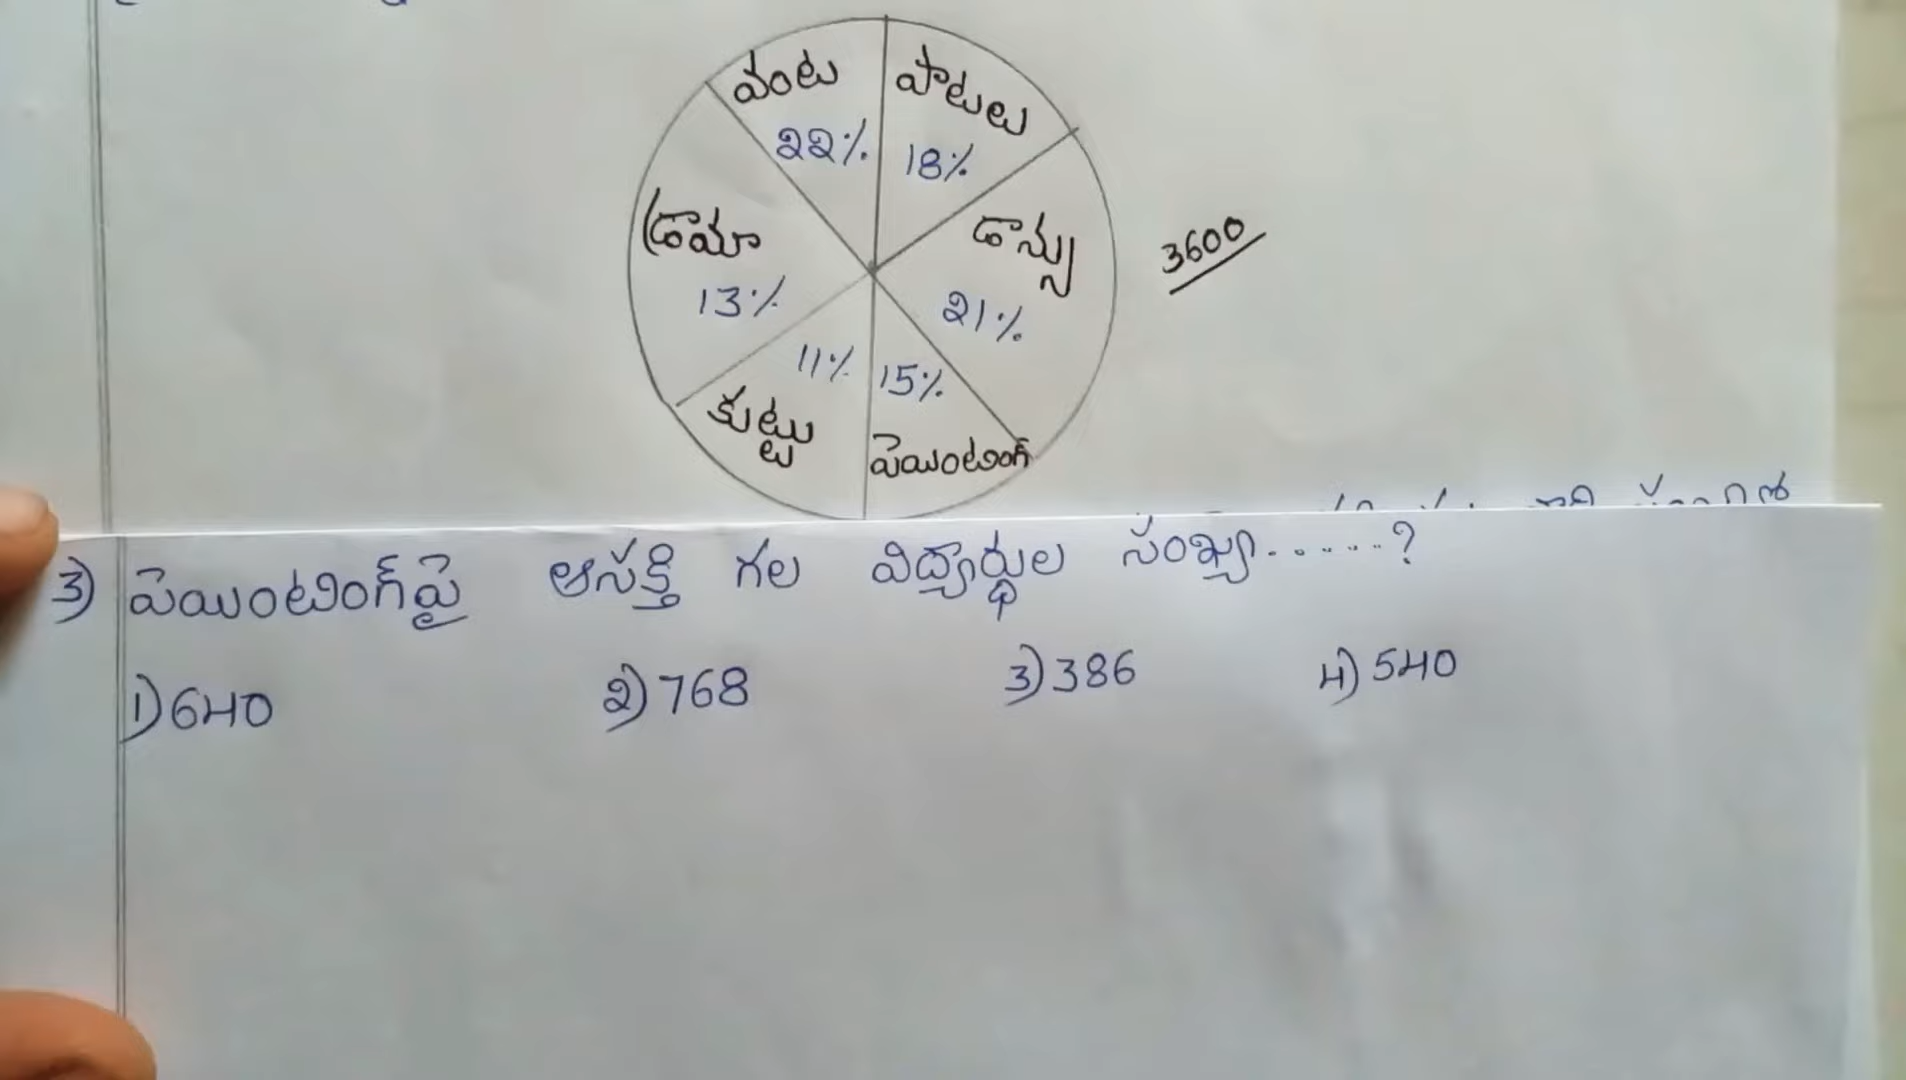 వంట పాటలు
22% 18%
డ్రామా డాన్సు 3600
13% 21%
11% 15%
కుట్టు పెయింటింగ్
3) పెయింటింగ్‌పై ఆసక్తి గల విద్యార్థుల సంఖ్య......?
1) 640 2) 768 3) 386 4) 540